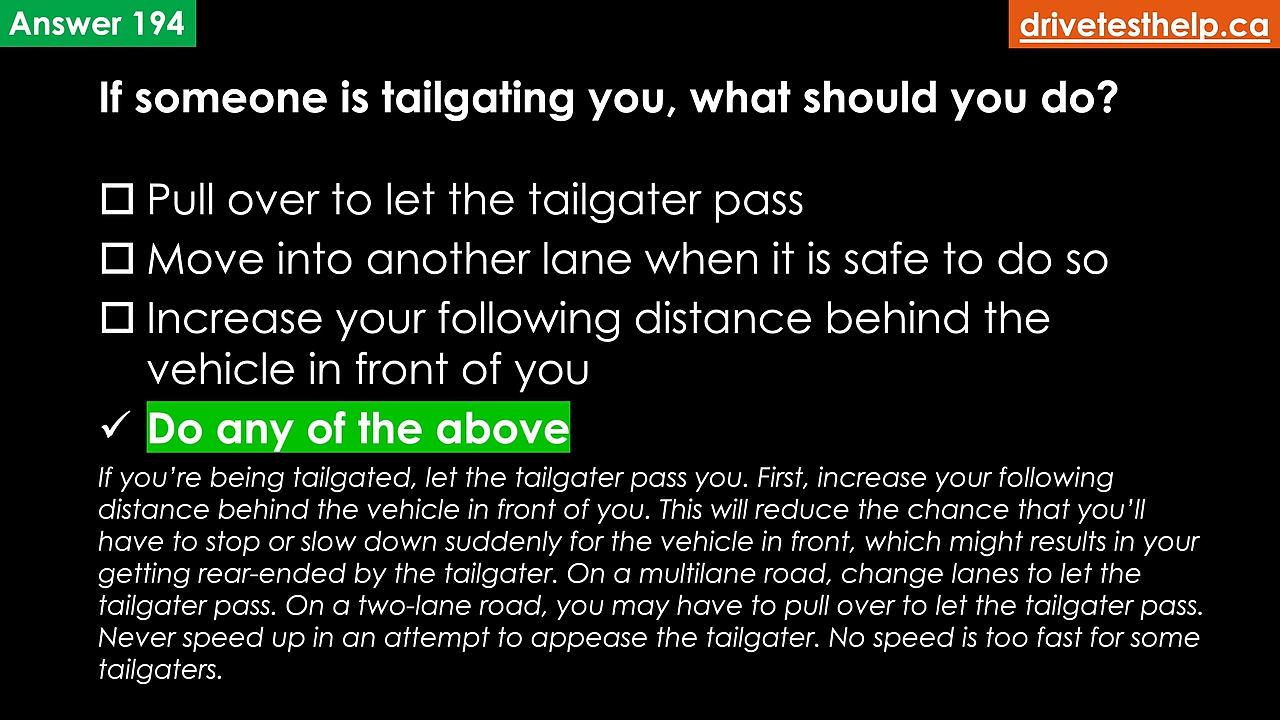 Answer 194
drivetesthelp.ca
If someone is tailgating you, what should you do?
Pull over to let the tailgater pass
Move into another lane when it is safe to do so
Increase your following distance behind the
vehicle in front of you
Do any of the above
If you’re being tailgated, let the tailgater pass you. First, increase your following
distance behind the vehicle in front of you. This will reduce the chance that you’ll
have to stop or slow down suddenly for the vehicle in front, which might results in your
getting rear-ended by the tailgater. On a multilane road, change lanes to let the
tailgater pass. On a two-lane road, you may have to pull over to let the tailgater pass.
Never speed up in an attempt to appease the tailgater. No speed is too fast for some
tailgaters.